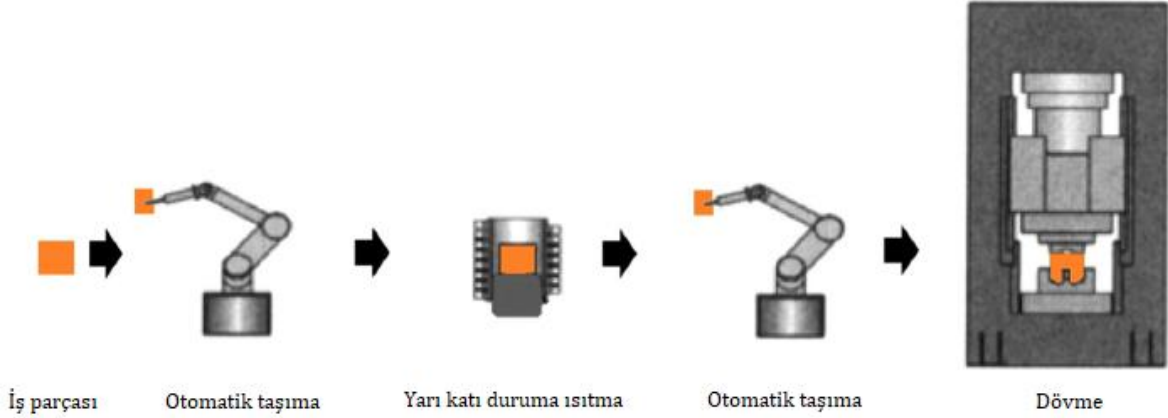 İş parçası
Otomatik taşıma
Yarı katı duruma ısıtma
Otomatik taşıma
Dövme